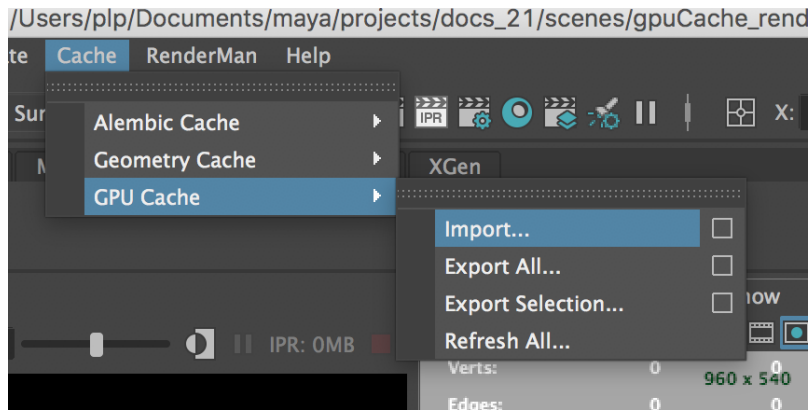 /Users/plp/Documents/maya/projects/docs_21/scenes/gpuCache_rend
te Cache RenderMan Help
Sur
IPR
X:
Alembic Cache
Geometry Cache
XGen
GPU Cache
Import...
Export All...
Export Selection...
Refresh All...
IPR: 0MB
Verts: 0 0
960 x 540
Edges: 0 0